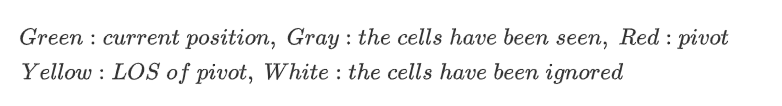 Green : current position, Gray : the cells have been seen, Red : pivot
Yellow : LOS of pivot, White : the cells have been ignored